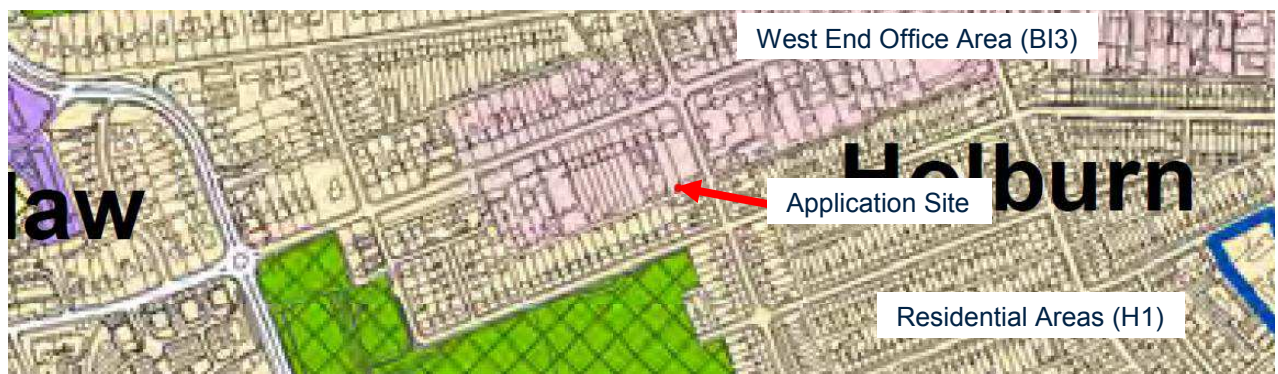 West End Office Area (BI3)
law
Holburn
Application Site
Residential Areas (H1)